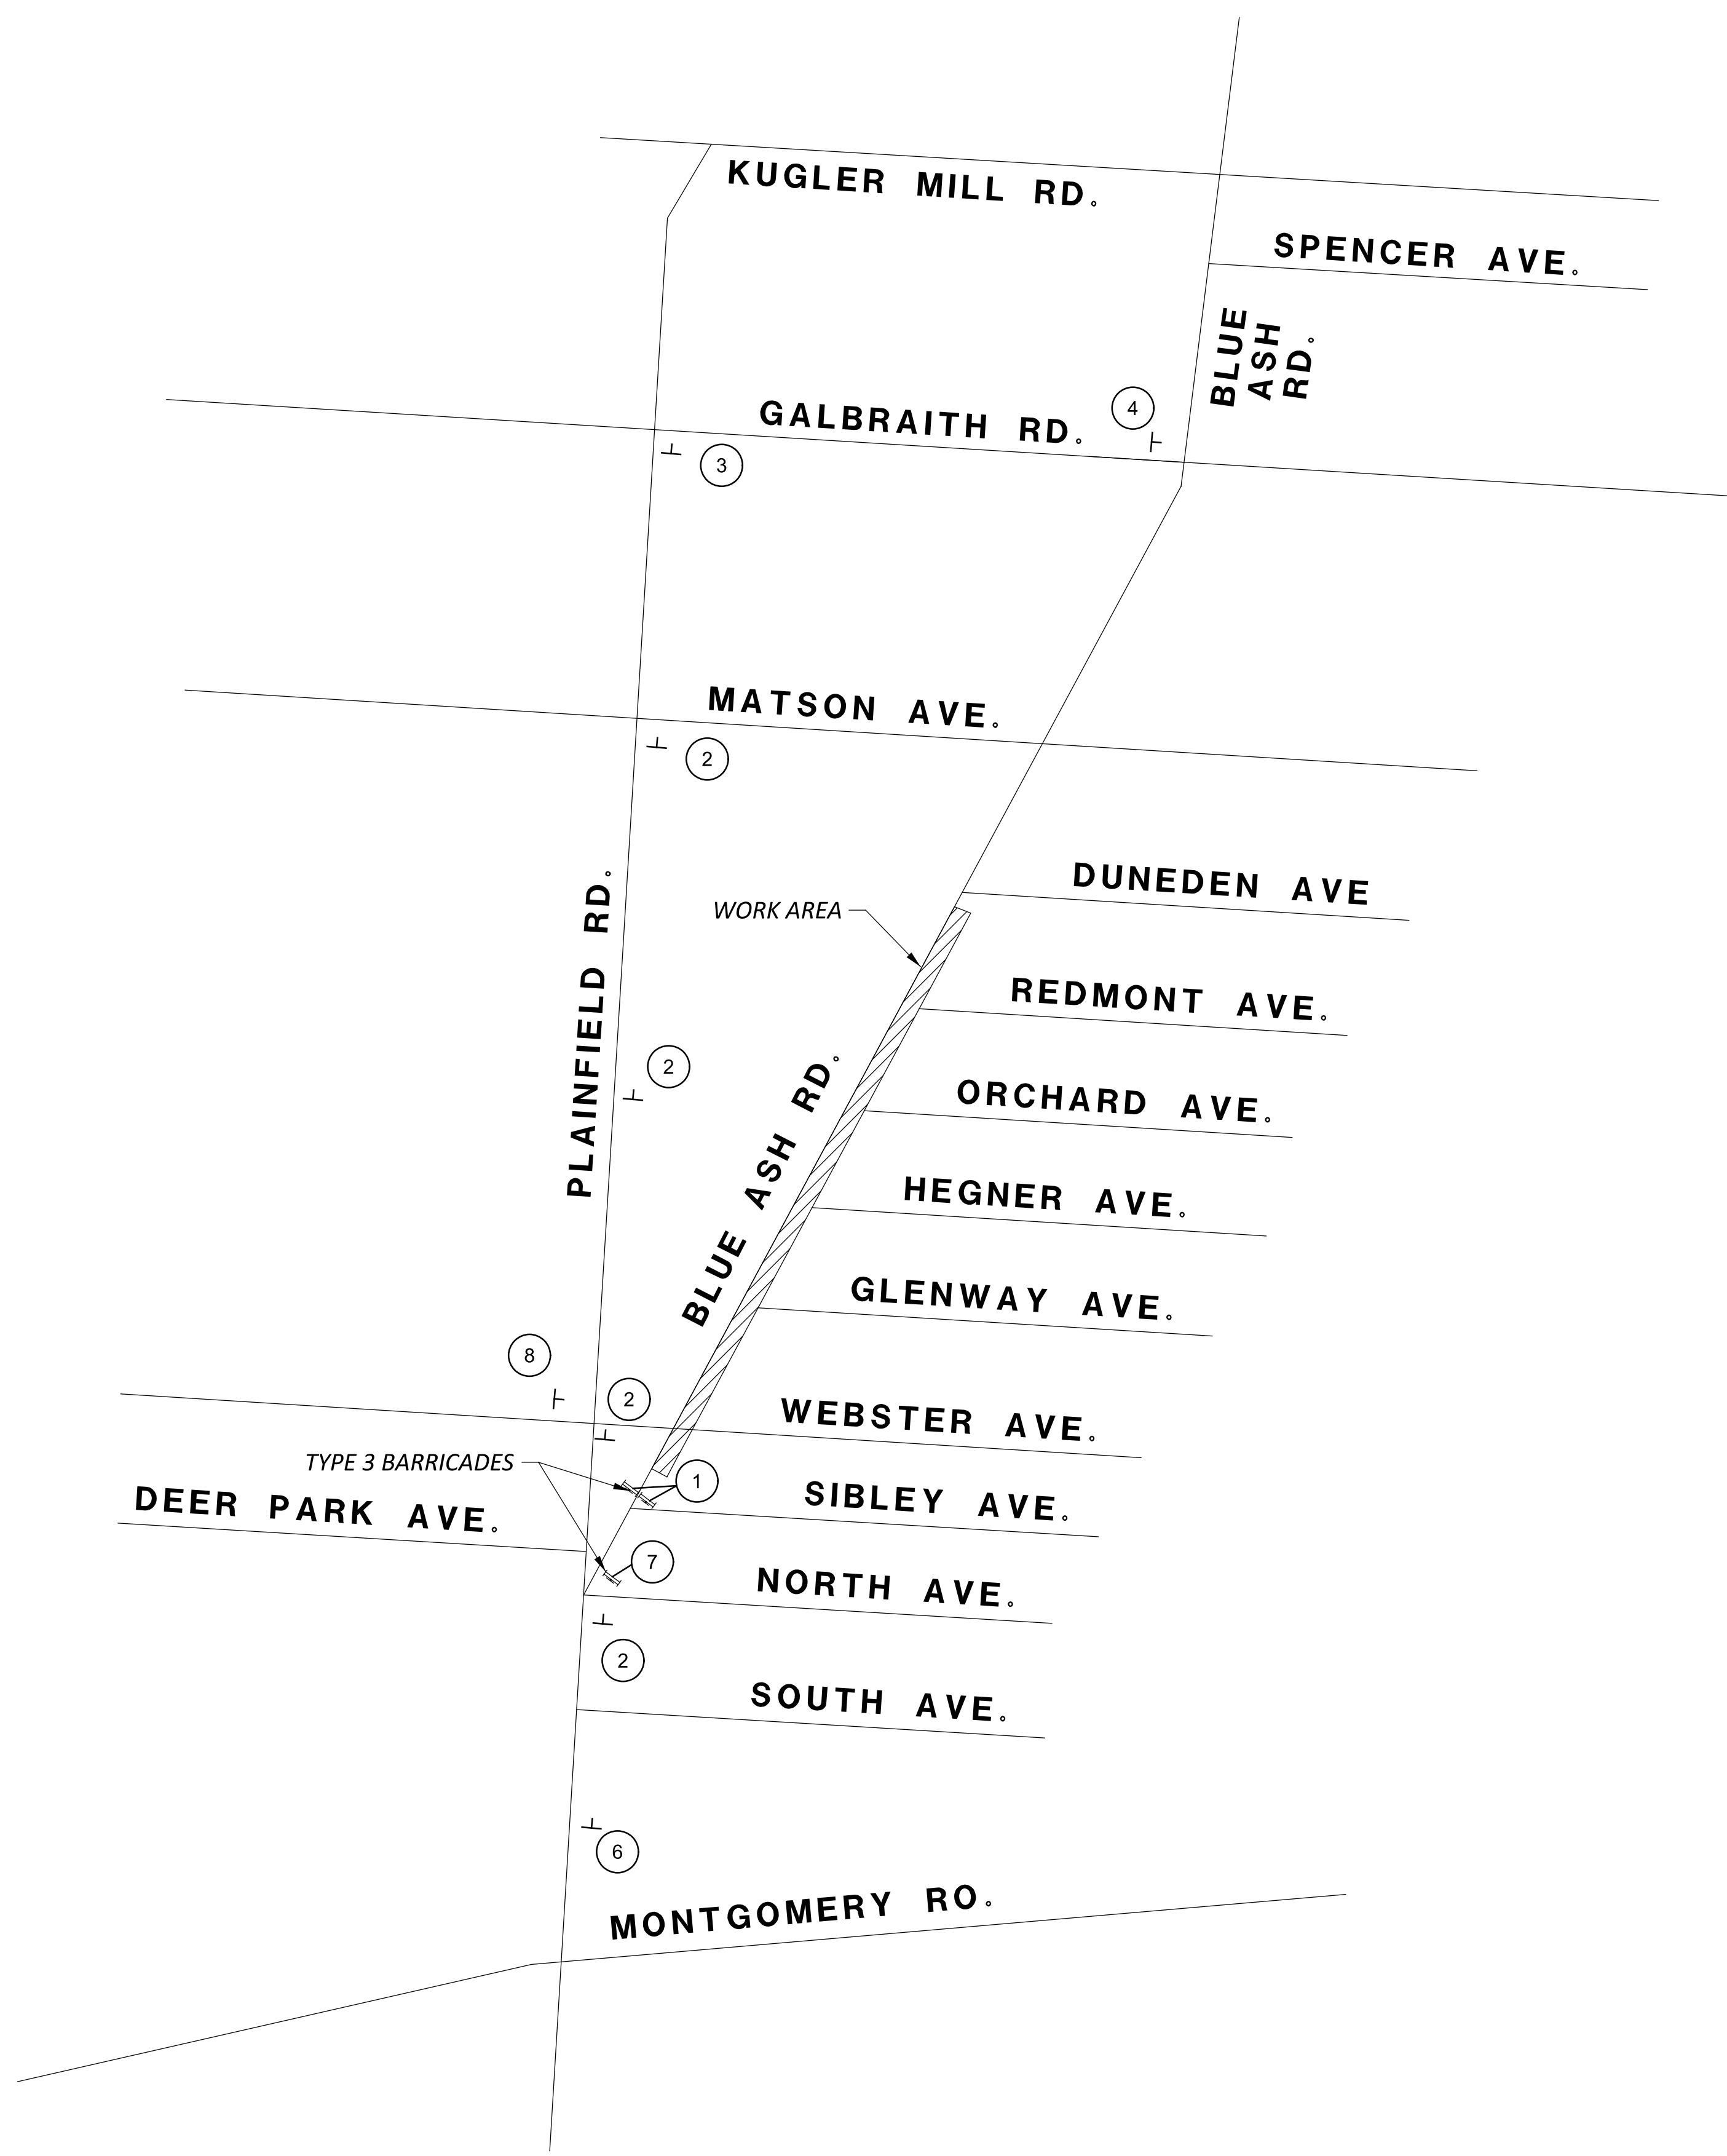 KUGLER MILL RD.
SPENCER AVE.
BLUE
ASH
RD.
4
GALBRAITH RD.
3
MATSON AVE.
2
DUNEDEN AVE
WORK AREA
PLAINFIELD RD.
REDMONT AVE.
2
BLUE ASH RD.
ORCHARD AVE.
HEGNER AVE.
GLENWAY AVE.
8
2
WEBSTER AVE.
TYPE 3 BARRICADES
1
DEER PARK AVE.
SIBLEY AVE.
7
NORTH AVE.
2
SOUTH AVE.
6
MONTGOMERY RO.